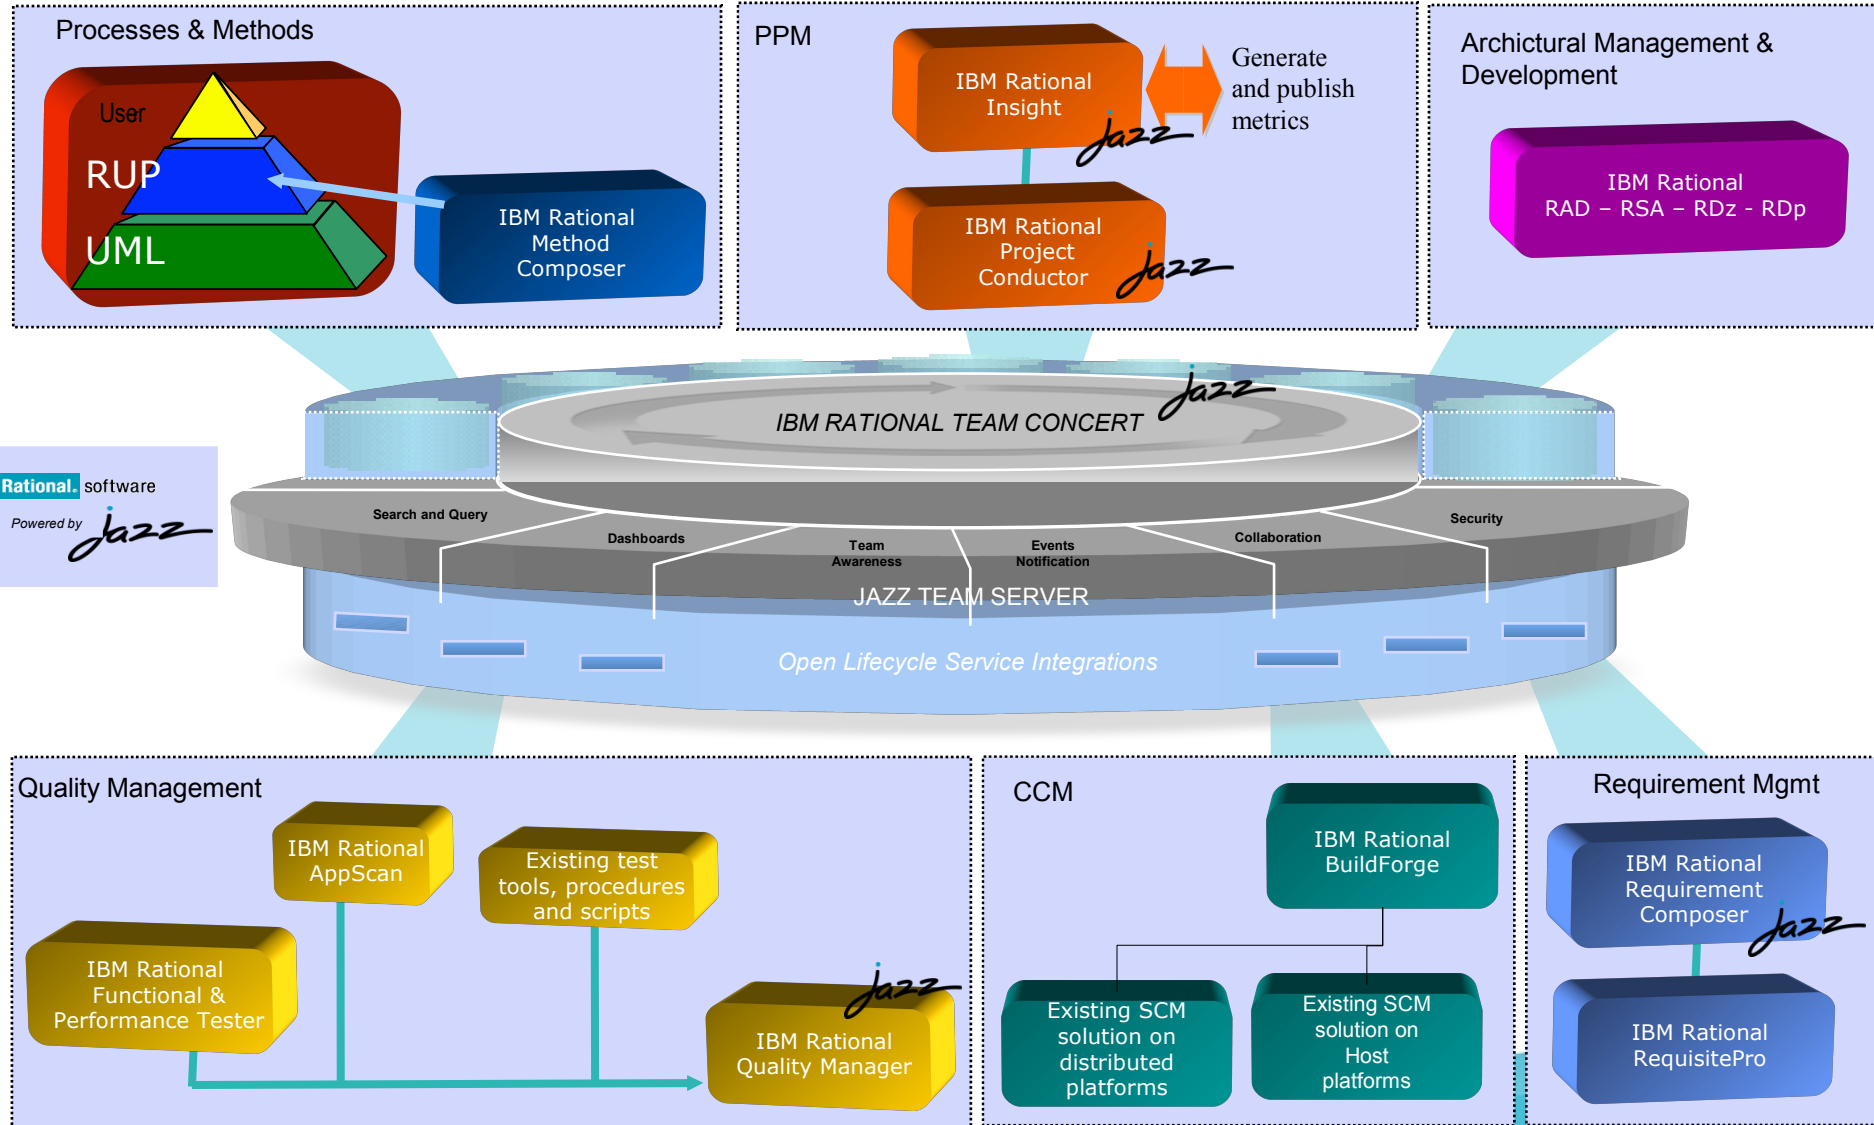 Processes & Methods
User
RUP
UML
IBM Rational
Method
Composer
PPM
IBM Rational
Insight
jazz
Generate
and publish
metrics
IBM Rational
Project
Conductor
jazz
Archictural Management &
Development
IBM Rational
RAD – RSA – RDz - RDp
IBM RATIONAL TEAM CONCERT
jazz
Rational. software
Powered by
jazz
Search and Query
Dashboards
Team
Awareness
Events
Notification
Collaboration
Security
JAZZ TEAM SERVER
Open Lifecycle Service Integrations
Quality Management
IBM Rational
AppScan
Existing test
tools, procedures
and scripts
IBM Rational
Functional &
Performance Tester
jazz
IBM Rational
Quality Manager
CCM
IBM Rational
BuildForge
Existing SCM
solution on
distributed
platforms
Existing SCM
solution on
Host
platforms
Requirement Mgmt
IBM Rational
Requirement
Composer
jazz
IBM Rational
RequisitePro